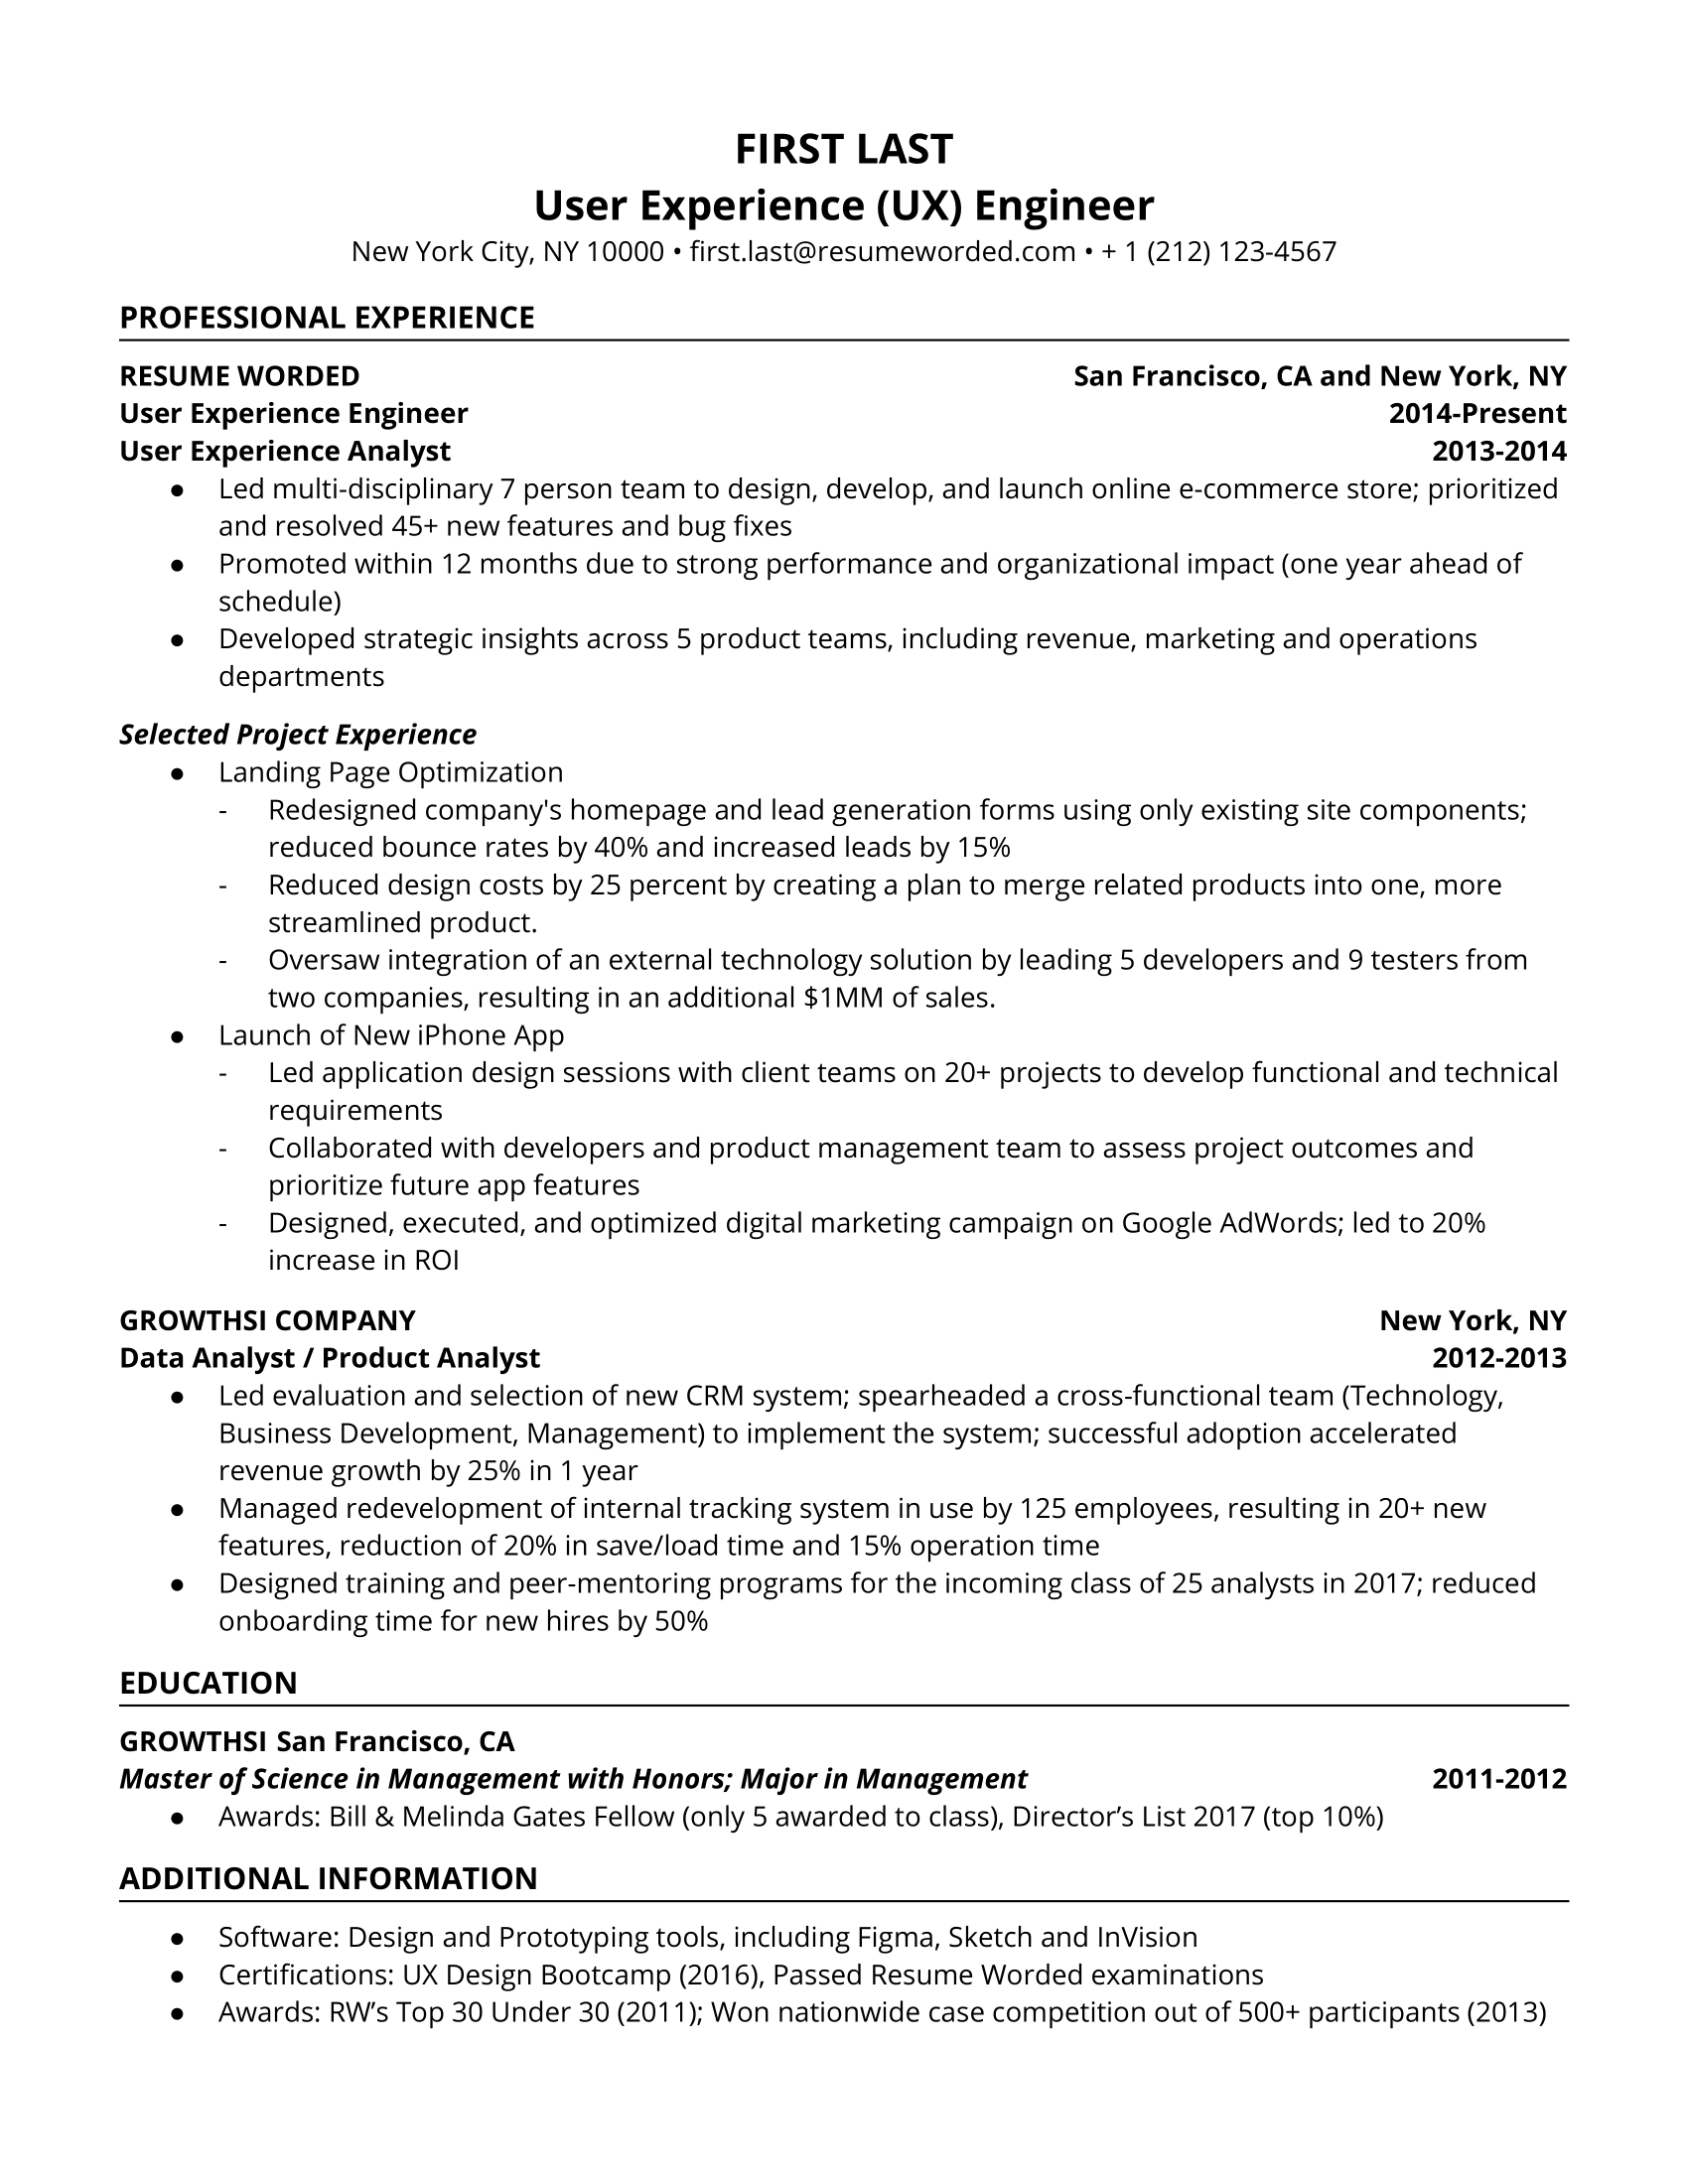 FIRST LAST
User Experience (UX) Engineer
New York City, NY 10000 • first.last@resumeworded.com • + 1 (212) 123-4567
PROFESSIONAL EXPERIENCE
RESUME WORDED San Francisco, CA and New York, NY
User Experience Engineer 2014-Present
User Experience Analyst 2013-2014
● Led multi-disciplinary 7 person team to design, develop, and launch online e-commerce store; prioritized
and resolved 45+ new features and bug fixes
● Promoted within 12 months due to strong performance and organizational impact (one year ahead of
schedule)
● Developed strategic insights across 5 product teams, including revenue, marketing and operations
departments
Selected Project Experience
● Landing Page Optimization
- Redesigned company's homepage and lead generation forms using only existing site components;
reduced bounce rates by 40% and increased leads by 15%
- Reduced design costs by 25 percent by creating a plan to merge related products into one, more
streamlined product.
- Oversaw integration of an external technology solution by leading 5 developers and 9 testers from
two companies, resulting in an additional $1MM of sales.
● Launch of New iPhone App
- Led application design sessions with client teams on 20+ projects to develop functional and technical
requirements
- Collaborated with developers and product management team to assess project outcomes and
prioritize future app features
- Designed, executed, and optimized digital marketing campaign on Google AdWords; led to 20%
increase in ROI
GROWTHSI COMPANY New York, NY
Data Analyst / Product Analyst 2012-2013
● Led evaluation and selection of new CRM system; spearheaded a cross-functional team (Technology,
Business Development, Management) to implement the system; successful adoption accelerated
revenue growth by 25% in 1 year
● Managed redevelopment of internal tracking system in use by 125 employees, resulting in 20+ new
features, reduction of 20% in save/load time and 15% operation time
● Designed training and peer-mentoring programs for the incoming class of 25 analysts in 2017; reduced
onboarding time for new hires by 50%
EDUCATION
GROWTHSI San Francisco, CA
Master of Science in Management with Honors; Major in Management 2011-2012
● Awards: Bill & Melinda Gates Fellow (only 5 awarded to class), Director’s List 2017 (top 10%)
ADDITIONAL INFORMATION
● Software: Design and Prototyping tools, including Figma, Sketch and InVision
● Certifications: UX Design Bootcamp (2016), Passed Resume Worded examinations
● Awards: RW’s Top 30 Under 30 (2011); Won nationwide case competition out of 500+ participants (2013)